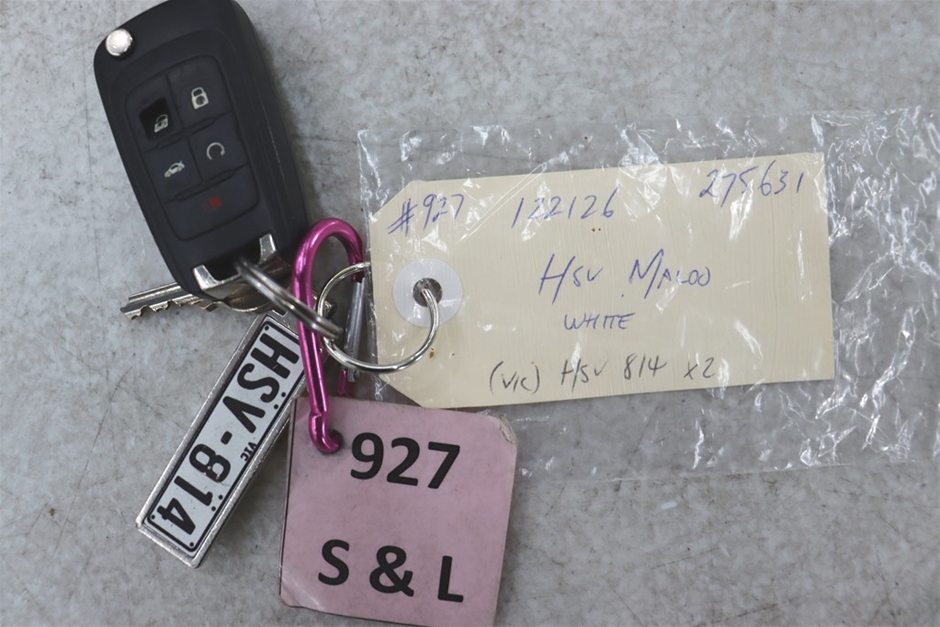 #927 122126 275631
HSV MALOO
WHITE
(VIC) HSV 814 x2
HSV-814
VIC
927
S & L